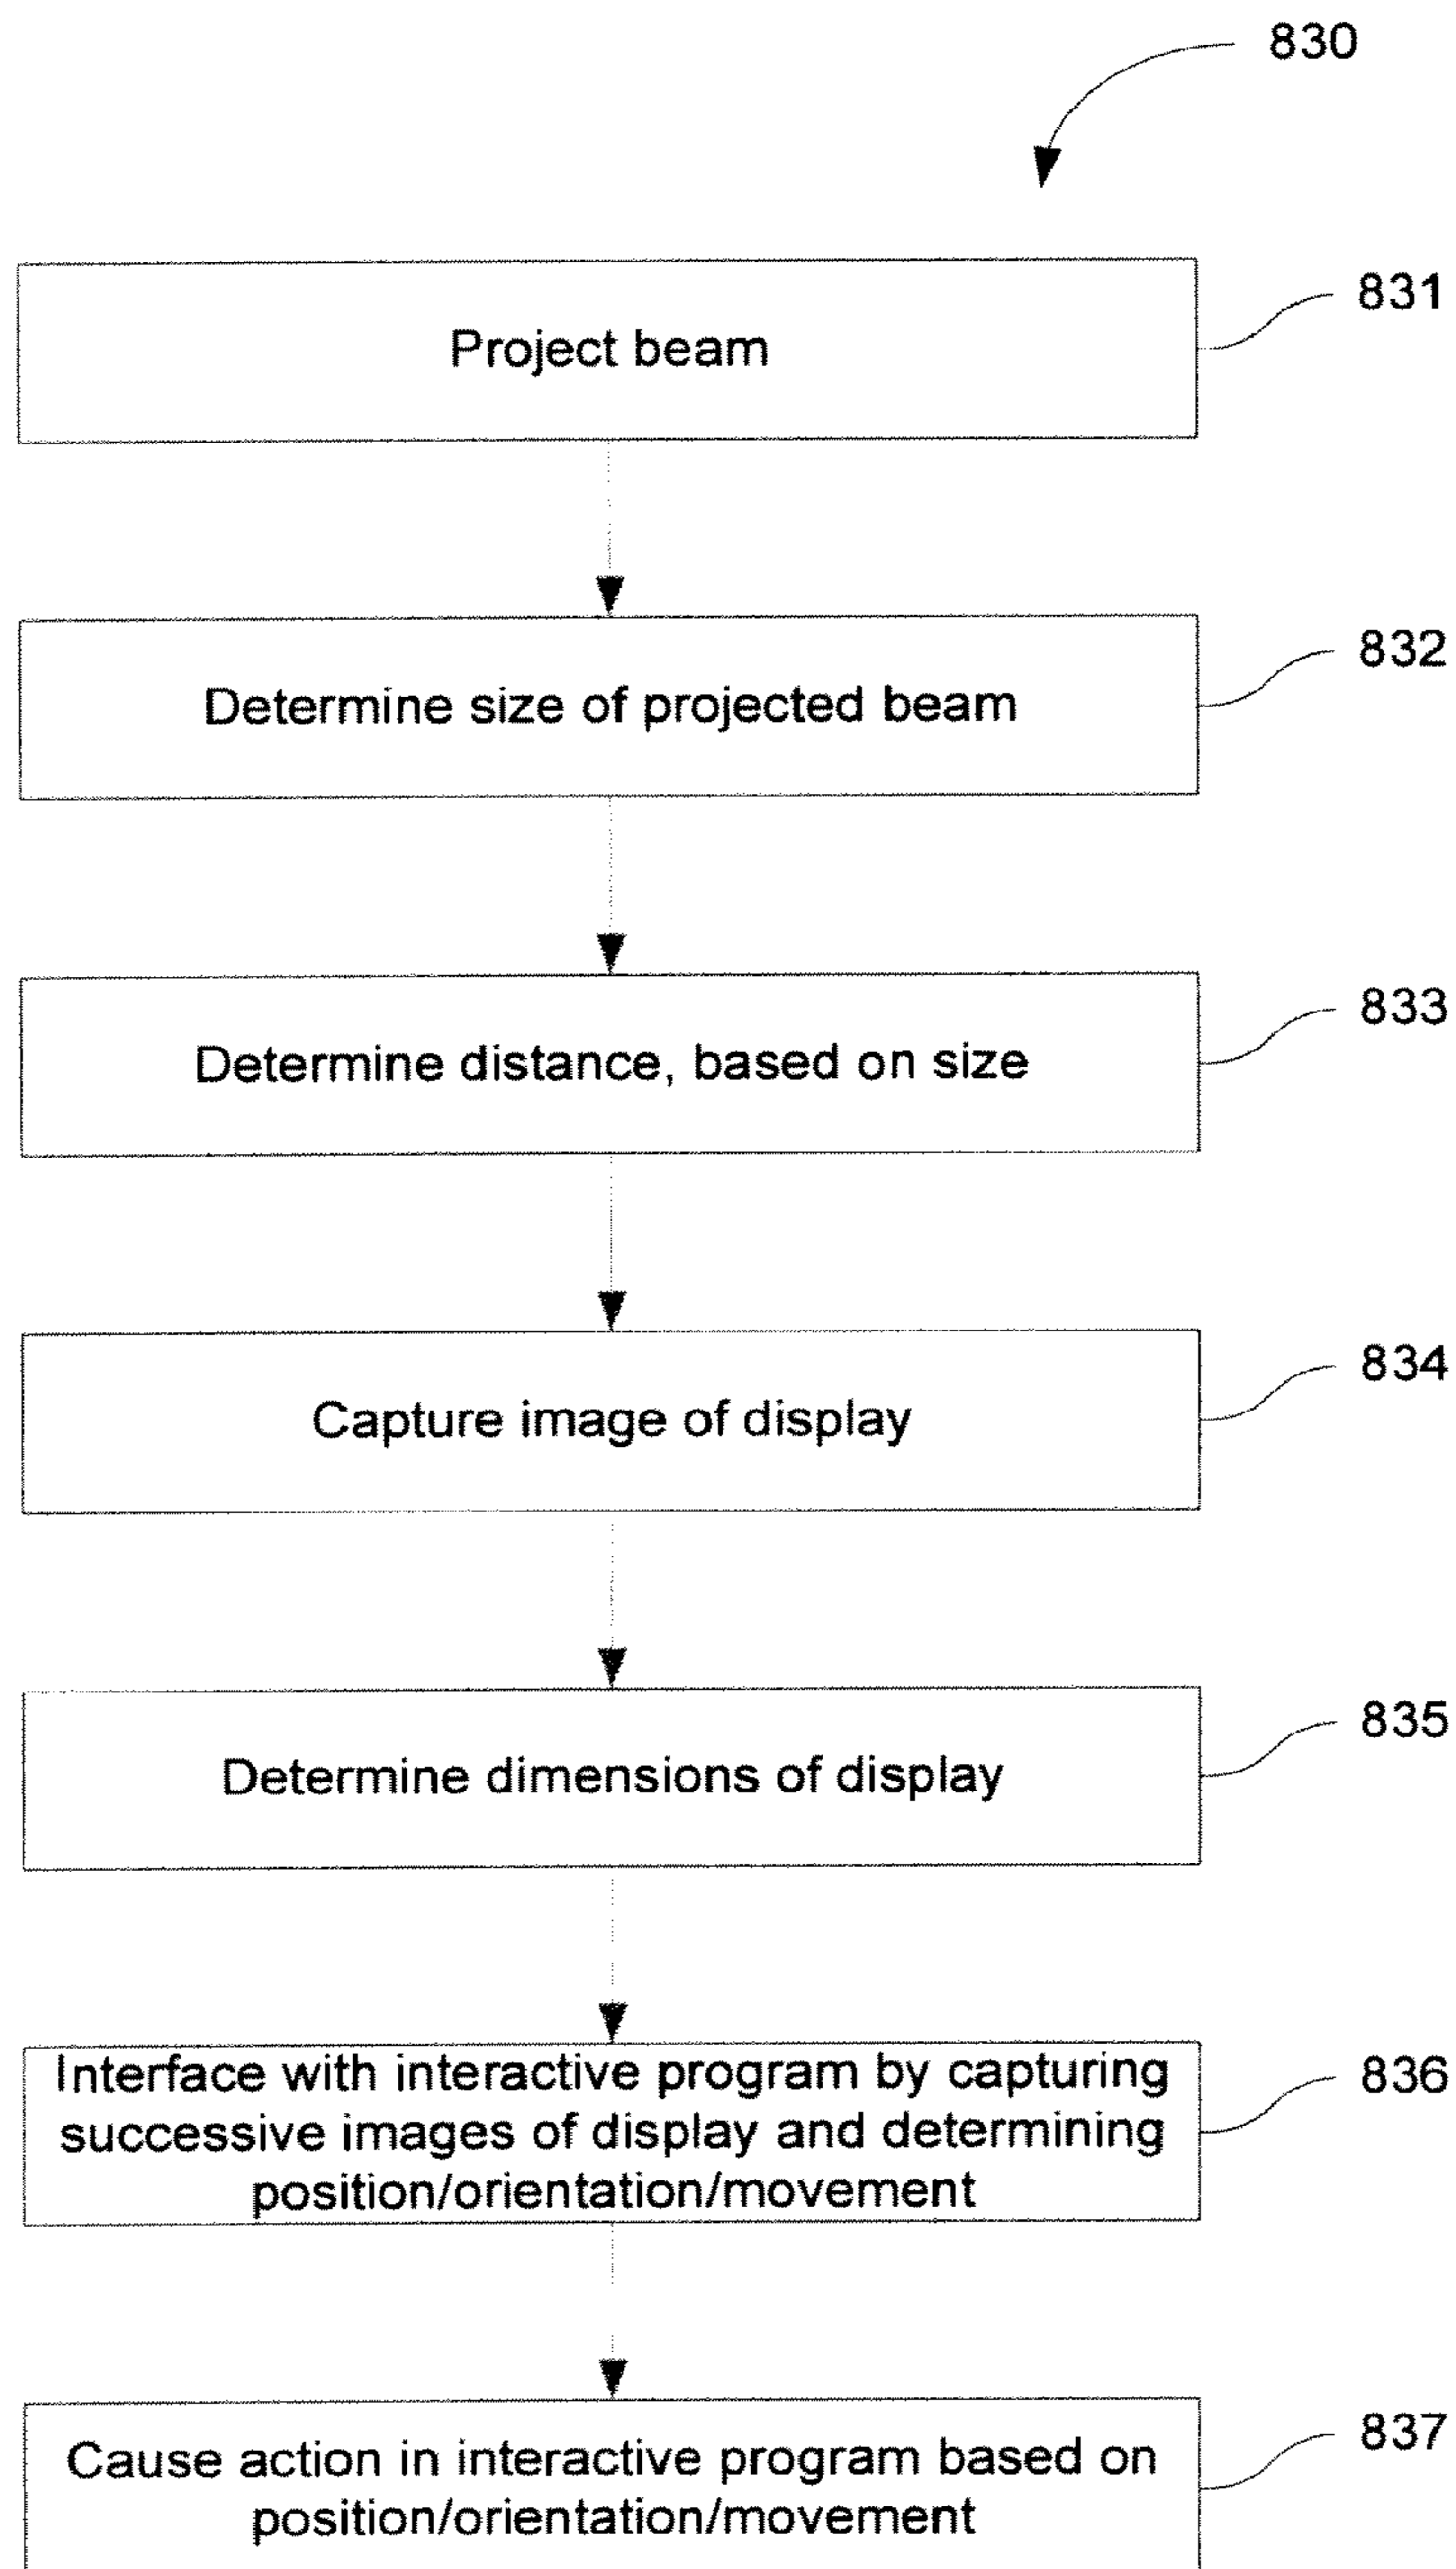 830
Project beam
831
Determine size of projected beam
832
Determine distance, based on size
833
Capture image of display
834
Determine dimensions of display
835
Interface with interactive program by capturing
successive images of display and determining
position/orientation/movement
836
Cause action in interactive program based on
position/orientation/movement
837